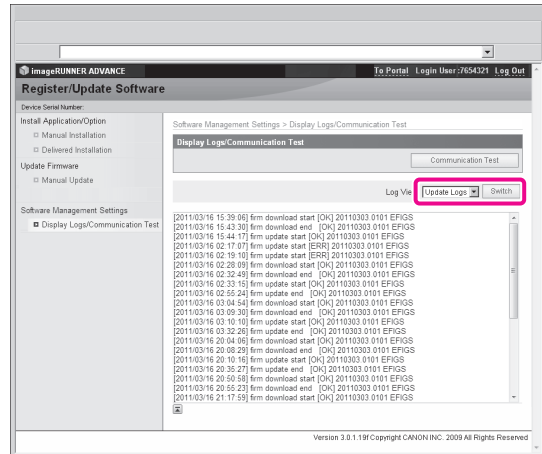 imageRUNNER ADVANCE
To Portal Login User:7654321 Log Out
Register/Update Software
Device Serial Number:
Install Application/Option
Manual Installation
Delivered Installation
Update Firmware
Manual Update
Software Management Settings
Display Logs/Communication Test
Software Management Settings > Display Logs/Communication Test
Display Logs/Communication Test
Communication Test
Log Vie Update Logs Switch
[2011/03/16 15:39:06] firm download start [OK] 20110303.0101 EFIGS
[2011/03/16 15:43:30] firm download end [OK] 20110303.0101 EFIGS
[2011/03/16 15:44:17] firm update start [OK] 20110303.0101 EFIGS
[2011/03/16 02:17:07] firm update start [ERR] 20110303.0101 EFIGS
[2011/03/16 02:19:10] firm update start [ERR] 20110303.0101 EFIGS
[2011/03/16 02:28:09] firm download start [OK] 20110303.0101 EFIGS
[2011/03/16 02:32:49] firm download end [OK] 20110303.0101 EFIGS
[2011/03/16 02:33:15] firm update start [OK] 20110303.0101 EFIGS
[2011/03/16 02:55:24] firm update end [OK] 20110303.0101 EFIGS
[2011/03/16 03:04:54] firm download start [OK] 20110303.0101 EFIGS
[2011/03/16 03:09:30] firm download end [OK] 20110303.0101 EFIGS
[2011/03/16 03:10:10] firm update start [OK] 20110303.0101 EFIGS
[2011/03/16 03:32:26] firm update end [OK] 20110303.0101 EFIGS
[2011/03/16 20:04:06] firm download start [OK] 20110303.0101 EFIGS
[2011/03/16 20:08:29] firm download end [OK] 20110303.0101 EFIGS
[2011/03/16 20:10:16] firm update start [OK] 20110303.0101 EFIGS
[2011/03/16 20:35:27] firm update end [OK] 20110303.0101 EFIGS
[2011/03/16 20:50:58] firm download start [OK] 20110303.0101 EFIGS
[2011/03/16 20:55:23] firm download end [OK] 20110303.0101 EFIGS
[2011/03/16 21:17:59] firm download start [OK] 20110303.0101 EFIGS
Version 3.0.1.19f Copyright CANON INC. 2009 All Rights Reserved